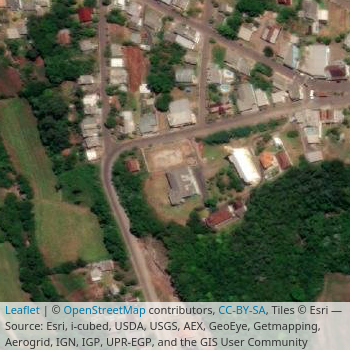 Leaflet | © OpenStreetMap contributors, CC-BY-SA, Tiles © Esri —
Source: Esri, i-cubed, USDA, USGS, AEX, GeoEye, Getmapping,
Aerogrid, IGN, IGP, UPR-EGP, and the GIS User Community